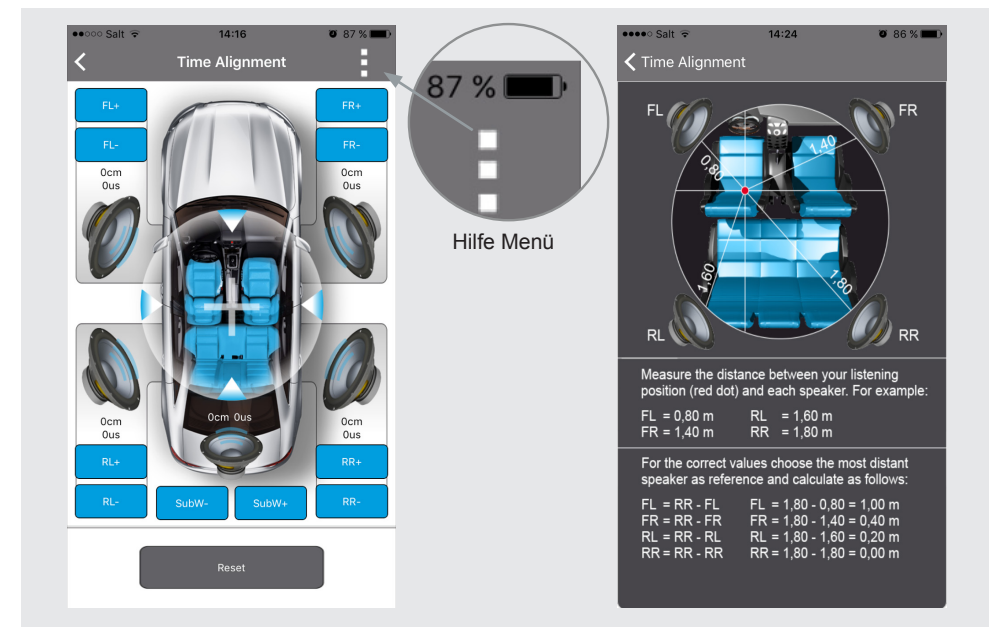 Salt 14:16 87 %
Time Alignment
FL+ FR+
FL- FR-
0cm 0cm
0us 0us
0cm 0us
0cm 0cm
0us 0us
RL+ RR+
RL- SubW- SubW+ RR-
Reset
87 %
Hilfe Menü
Salt 14:24 86 %
Time Alignment
FL FR
1,40
0,80
1,60
1,80
RL RR
Measure the distance between your listening
position (red dot) and each speaker. For example:
FL = 0,80 m RL = 1,60 m
FR = 1,40 m RR = 1,80 m
For the correct values choose the most distant
speaker as reference and calculate as follows:
FL = RR - FL FL = 1,80 - 0,80 = 1,00 m
FR = RR - FR FR = 1,80 - 1,40 = 0,40 m
RL = RR - RL RL = 1,80 - 1,60 = 0,20 m
RR = RR - RR RR = 1,80 - 1,80 = 0,00 m